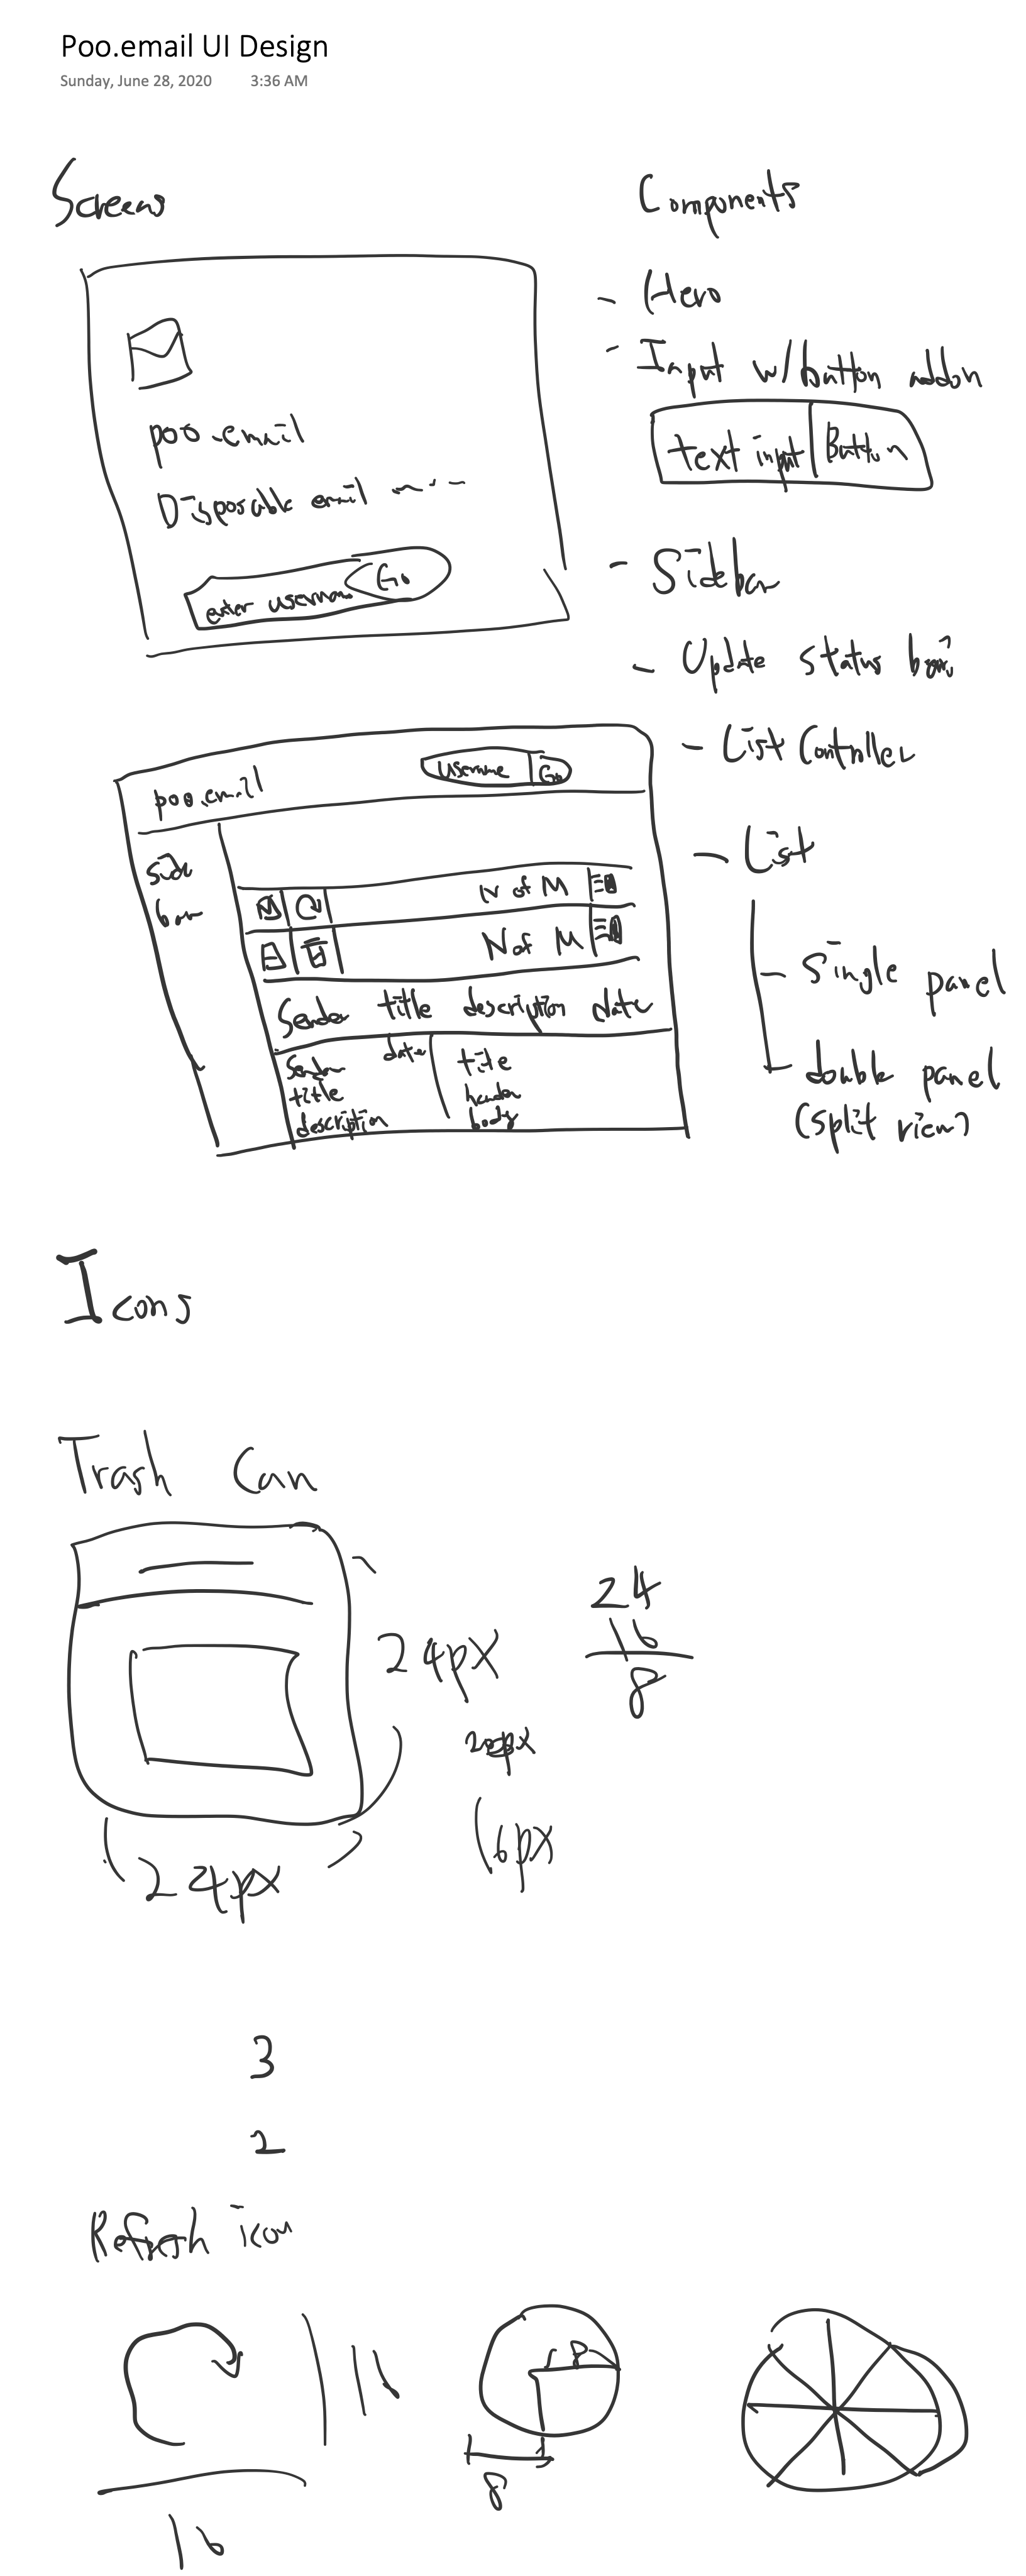 Poo.email UI Design
Sunday, June 28, 2020 3:36 AM
Screens
poo.email
Disposable email
enter username Go
poo.email
username Go
side
bar
N of M
N of M
Sender title description date
Sender date
title
description
title
header
body
Components
- Hero
- Input w/button addon
text input Button
- Sidebar
- Update status
- List Controller
- List
- Single panel
- double panel
(split view)
Icons
Trash Can
24px
24px
16px
24
16
8
3
2
Refresh icon
16
16
8
8